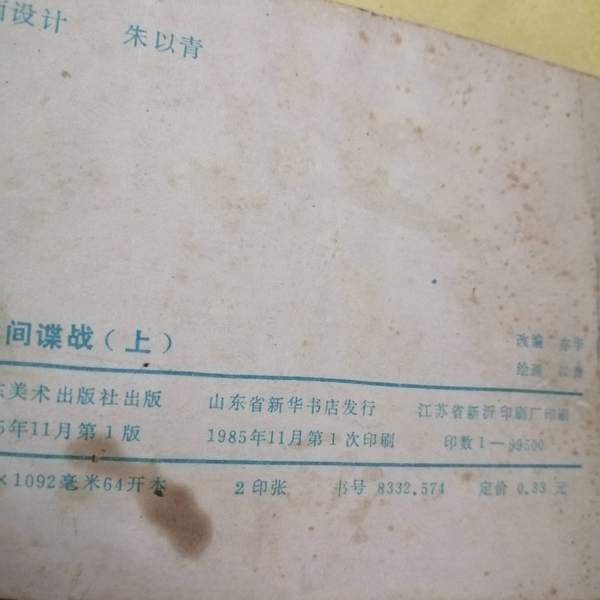 面设计 朱以青
间谍战（上）
改编 亦华
绘画
东美术出版社出版 山东省新华书店发行 江苏省新沂印刷厂印刷
5年11月第1版 1985年11月第1次印刷 印数1—99500
×1092毫米64开本 2印张 书号 8332.574 定价 0.33 元